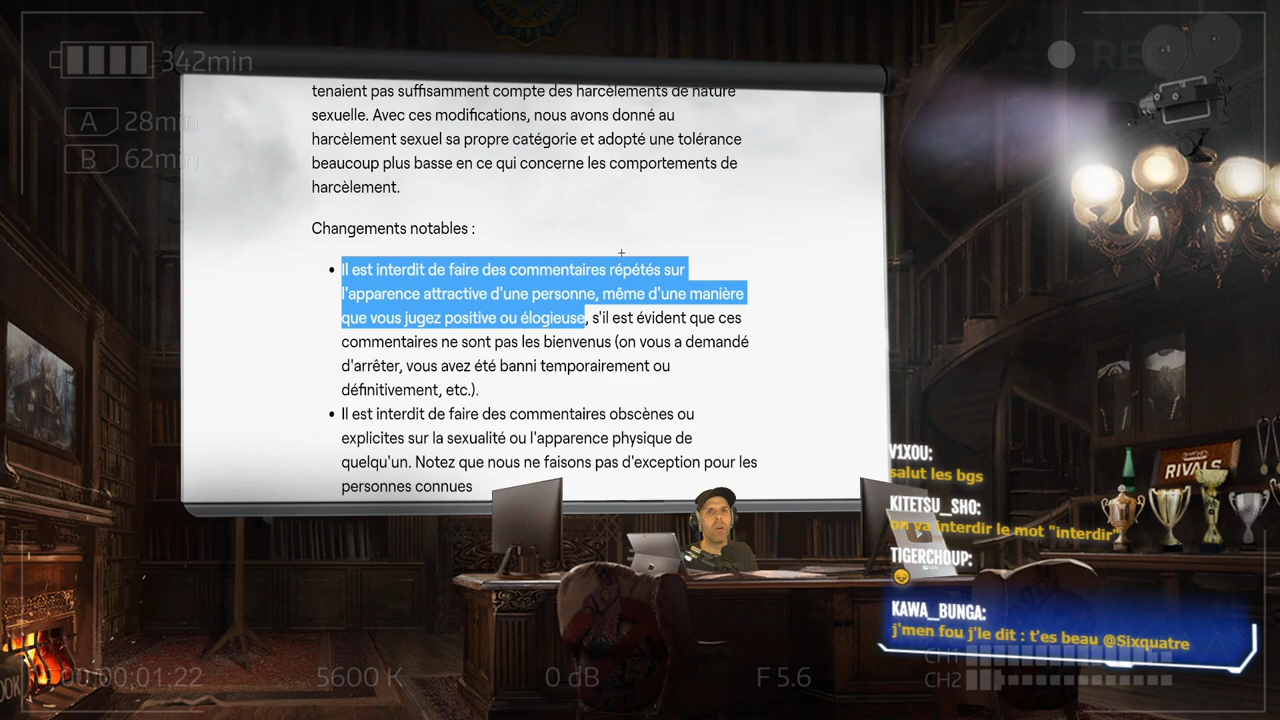 342min
REC
A 28min
B 62min
tenaient pas suffisamment compte des harcèlements de nature
sexuelle. Avec ces modifications, nous avons donné au
harcèlement sexuel sa propre catégorie et adopté une tolérance
beaucoup plus basse en ce qui concerne les comportements de
harcèlement.
Changements notables :
• Il est interdit de faire des commentaires répétés sur
l'apparence attractive d'une personne, même d'une manière
que vous jugez positive ou élogieuse, s'il est évident que ces
commentaires ne sont pas les bienvenus (on vous a demandé
d'arrêter, vous avez été banni temporairement ou
définitivement, etc.).
• Il est interdit de faire des commentaires obscènes ou
explicites sur la sexualité ou l'apparence physique de
quelqu'un. Notez que nous ne faisons pas d'exception pour les
personnes connues
RIVALS
V1XOU:
salut les bgs
KITETSU_SHO:
on va interdir le mot "interdir"
TIGERCHOUP:
KAWA_BUNGA:
j'men fou j'le dit : t'es beau @Sixquatre
00:00:01:22
5600 K
0 dB
F 5.6
CH1
CH2